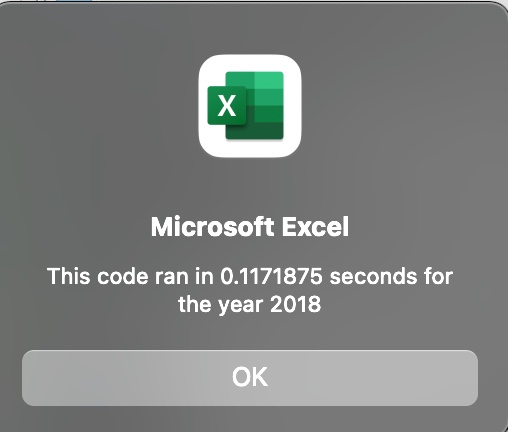 X
Microsoft Excel
This code ran in 0.1171875 seconds for
the year 2018
OK